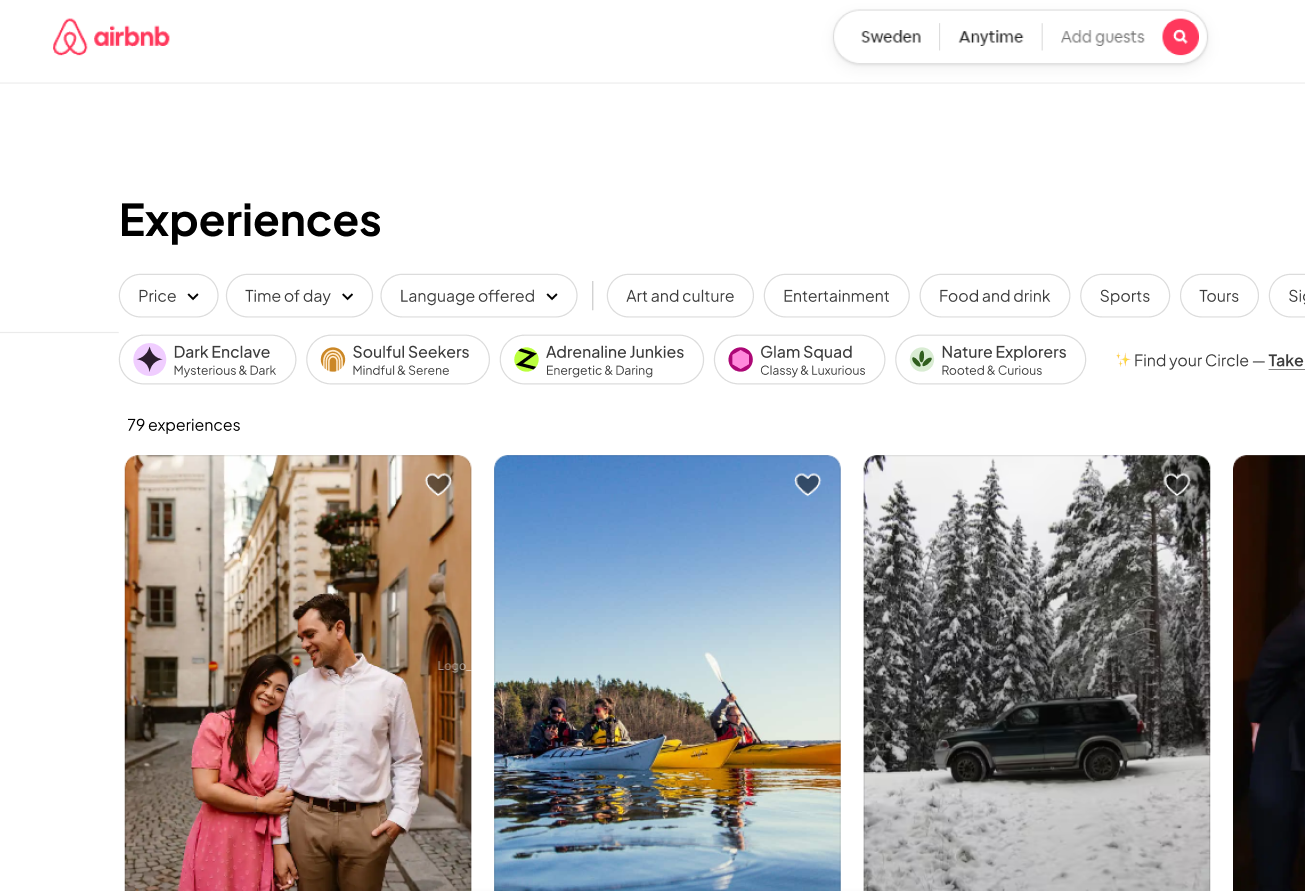 airbnb
Sweden Anytime Add guests
Experiences
Price Time of day Language offered Art and culture Entertainment Food and drink Sports Tours
Dark Enclave Soulful Seekers Adrenaline Junkies Glam Squad Nature Explorers
Mysterious & Dark Mindful & Serene Energetic & Daring Classy & Luxurious Rooted & Curious
✨ Find your Circle — Take
79 experiences
Logo_